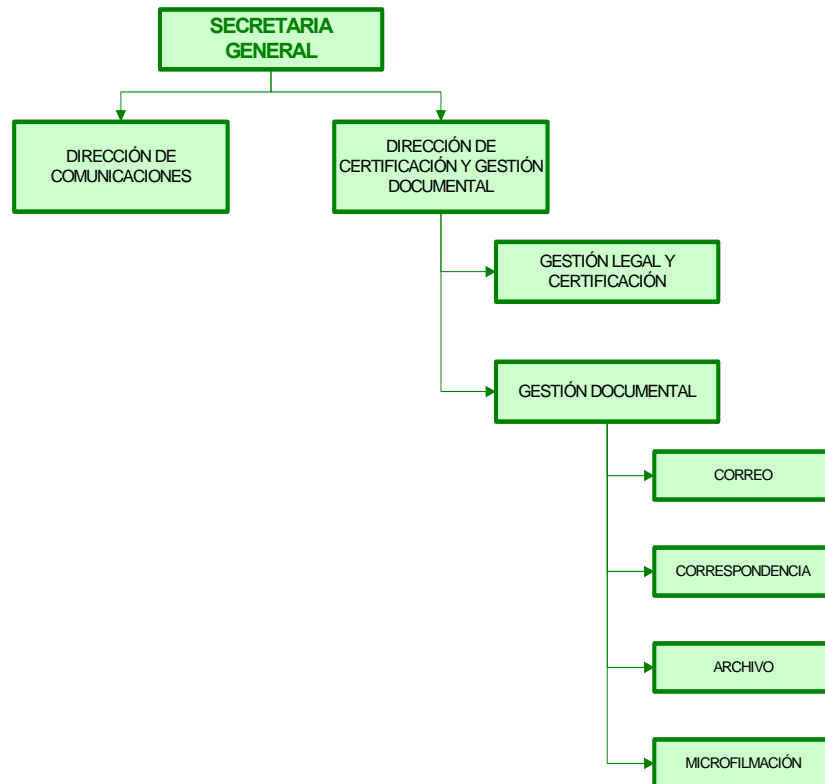 SECRETARIA
GENERAL
DIRECCIÓN DE
COMUNICACIONES
DIRECCIÓN DE
CERTIFICACIÓN Y GESTIÓN
DOCUMENTAL
GESTIÓN LEGAL Y
CERTIFICACIÓN
GESTIÓN DOCUMENTAL
CORREO
CORRESPONDENCIA
ARCHIVO
MICROFILMACIÓN